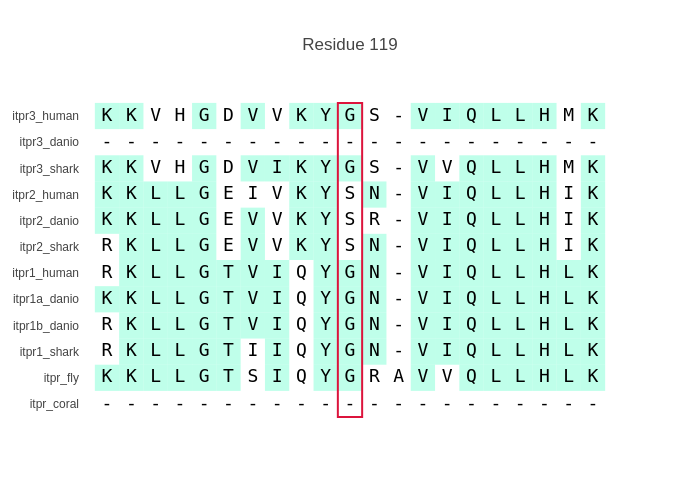 Residue 119
itpr3_human K K V H G D V V K Y G S - V I Q L L H M K
itpr3_danio - - - - - - - - - - - - - - - - - - - - -
itpr3_shark K K V H G D V I K Y G S - V V Q L L H M K
itpr2_human K K L L G E I V K Y S N - V I Q L L H I K
itpr2_danio K K L L G E V V K Y S R - V I Q L L H I K
itpr2_shark R K L L G E V V K Y S N - V I Q L L H I K
itpr1_human R K L L G T V I Q Y G N - V I Q L L H L K
itpr1a_danio K K L L G T V I Q Y G N - V I Q L L H L K
itpr1b_danio R K L L G T V I Q Y G N - V I Q L L H L K
itpr1_shark R K L L G T I I Q Y G N - V I Q L L H L K
itpr_fly K K L L G T S I Q Y G R A V V Q L L H L K
itpr_coral - - - - - - - - - - - - - - - - - - - - -